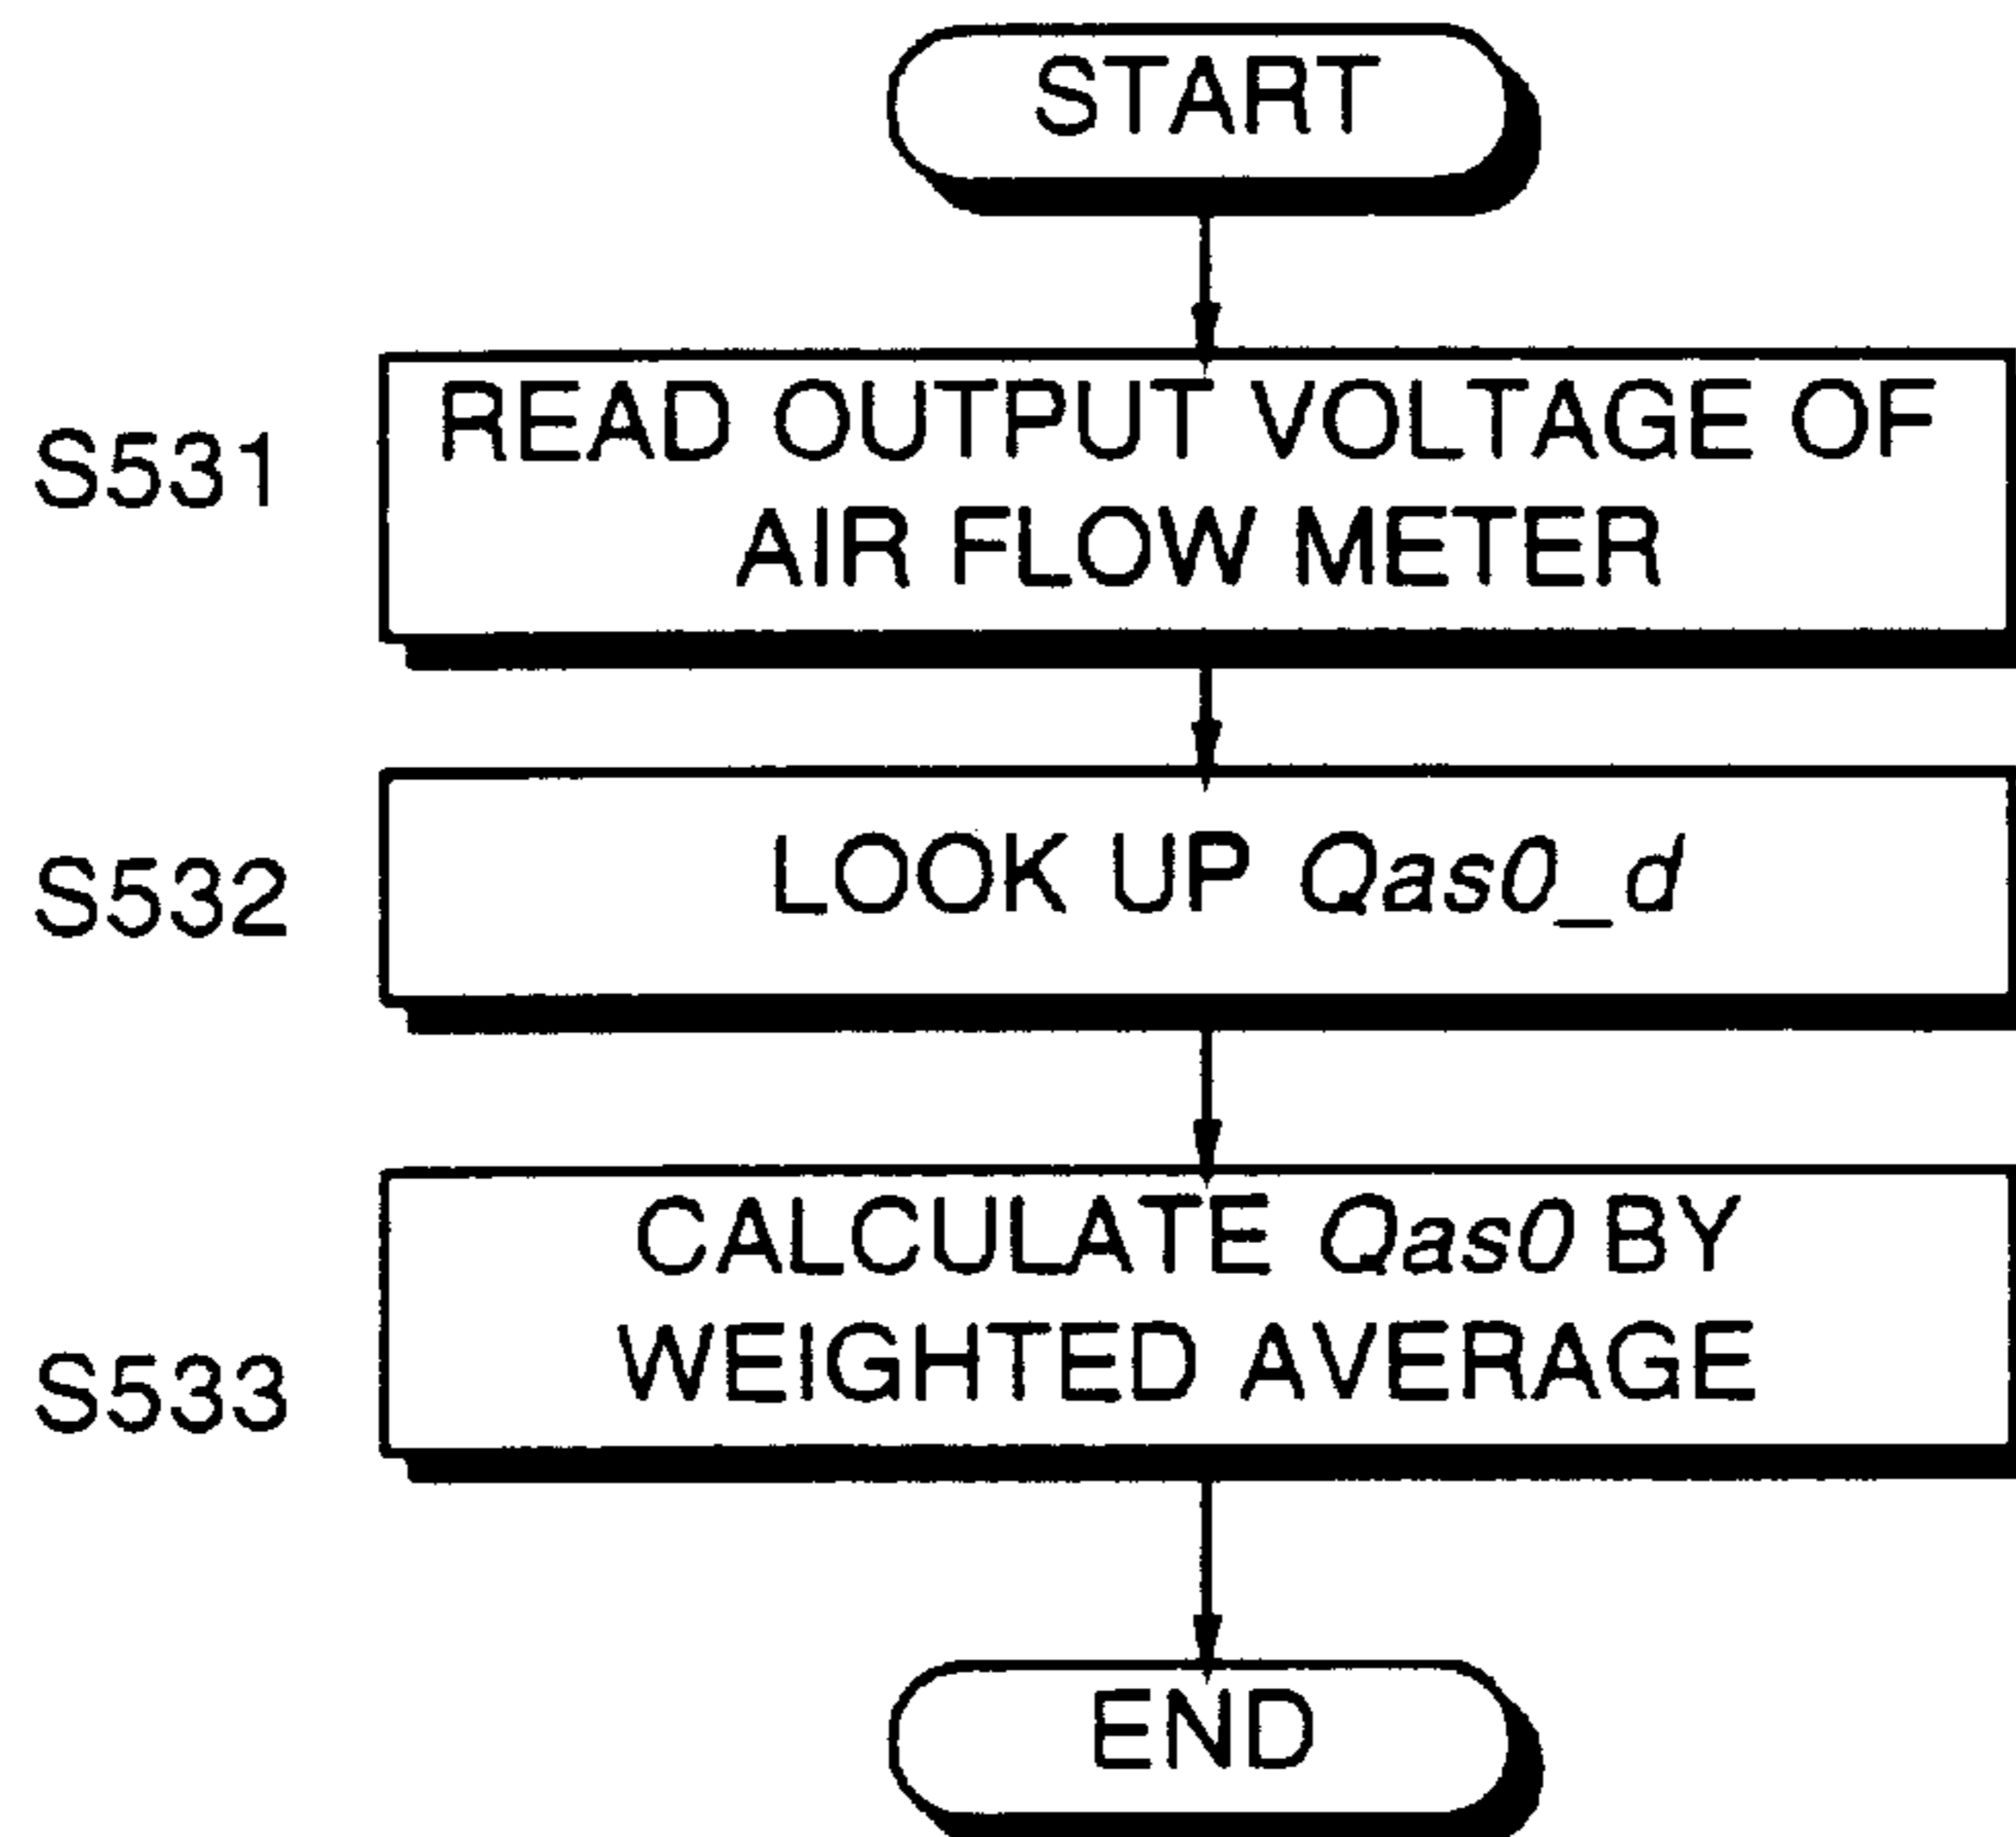 START
S531
READ OUTPUT VOLTAGE OF
AIR FLOW METER
S532
LOOK UP Qas0_d
S533
CALCULATE Qas0 BY
WEIGHTED AVERAGE
END